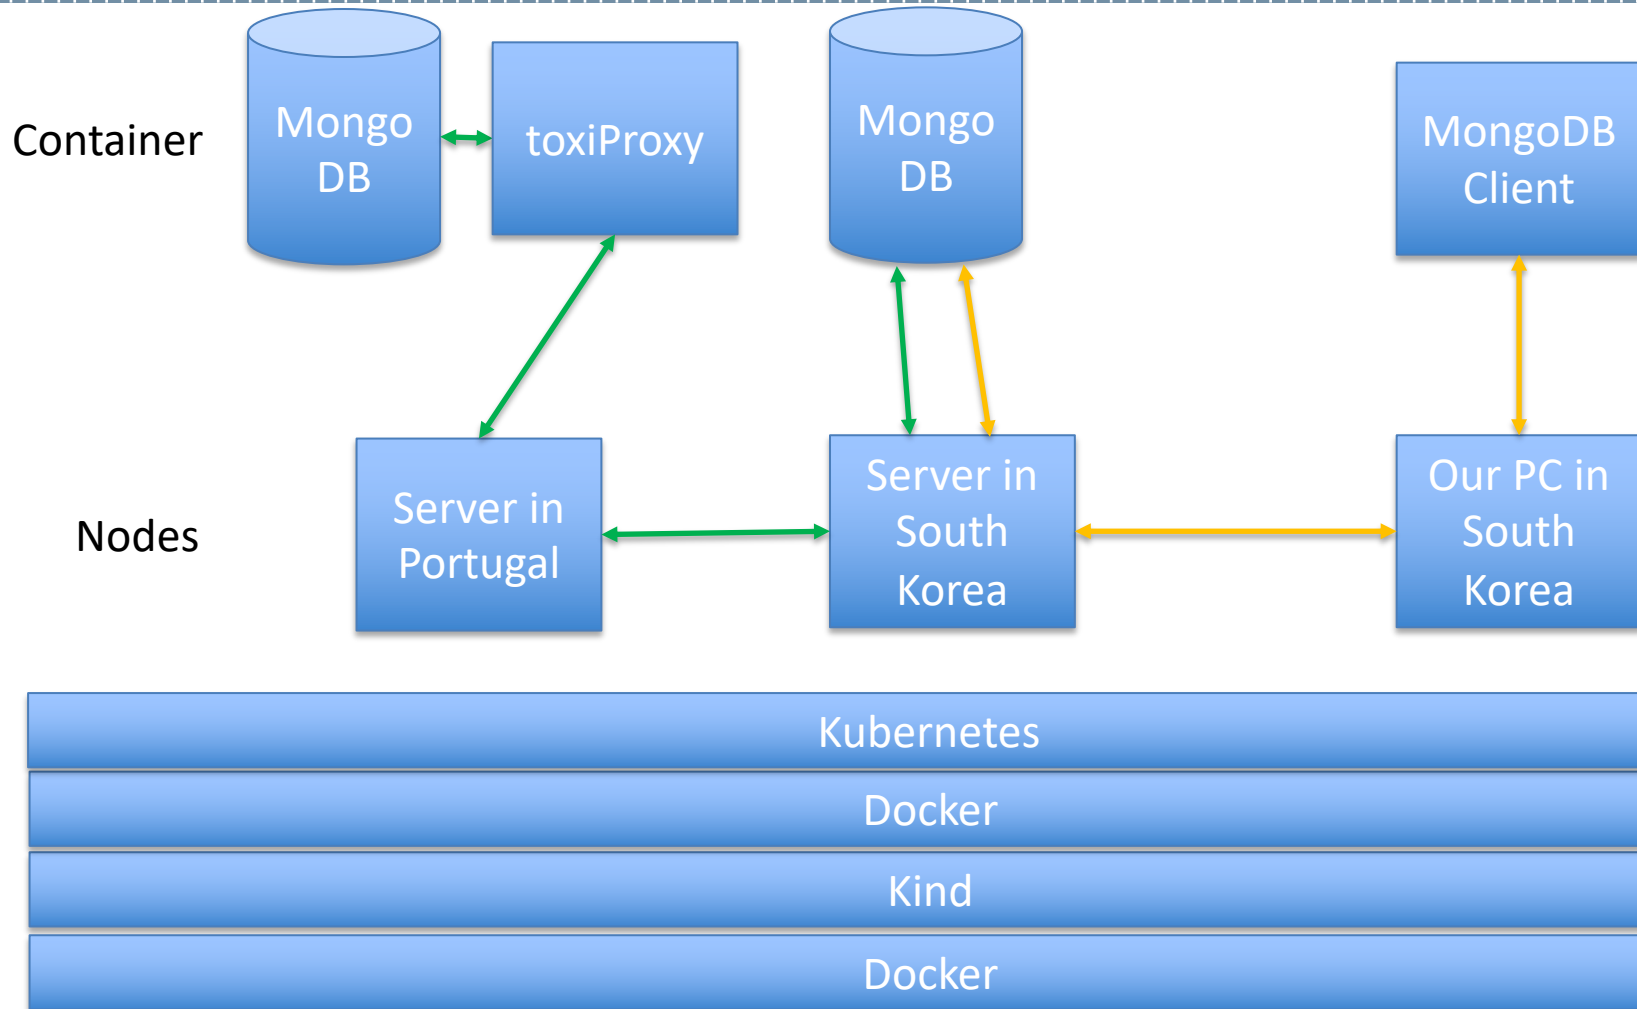 Container
Mongo
DB
toxiProxy
Mongo
DB
MongoDB
Client
Nodes
Server in
Portugal
Server in
South
Korea
Our PC in
South
Korea
Kubernetes
Docker
Kind
Docker